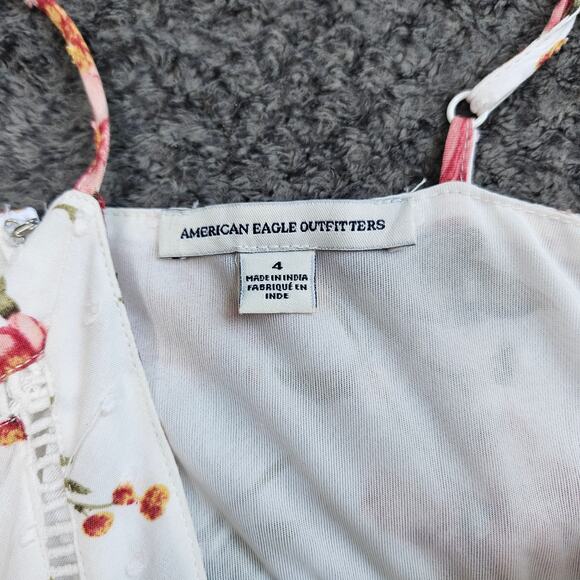 AMERICAN EAGLE OUTFITTERS
4
MADE IN INDIA
FABRIQUÉ EN
INDE